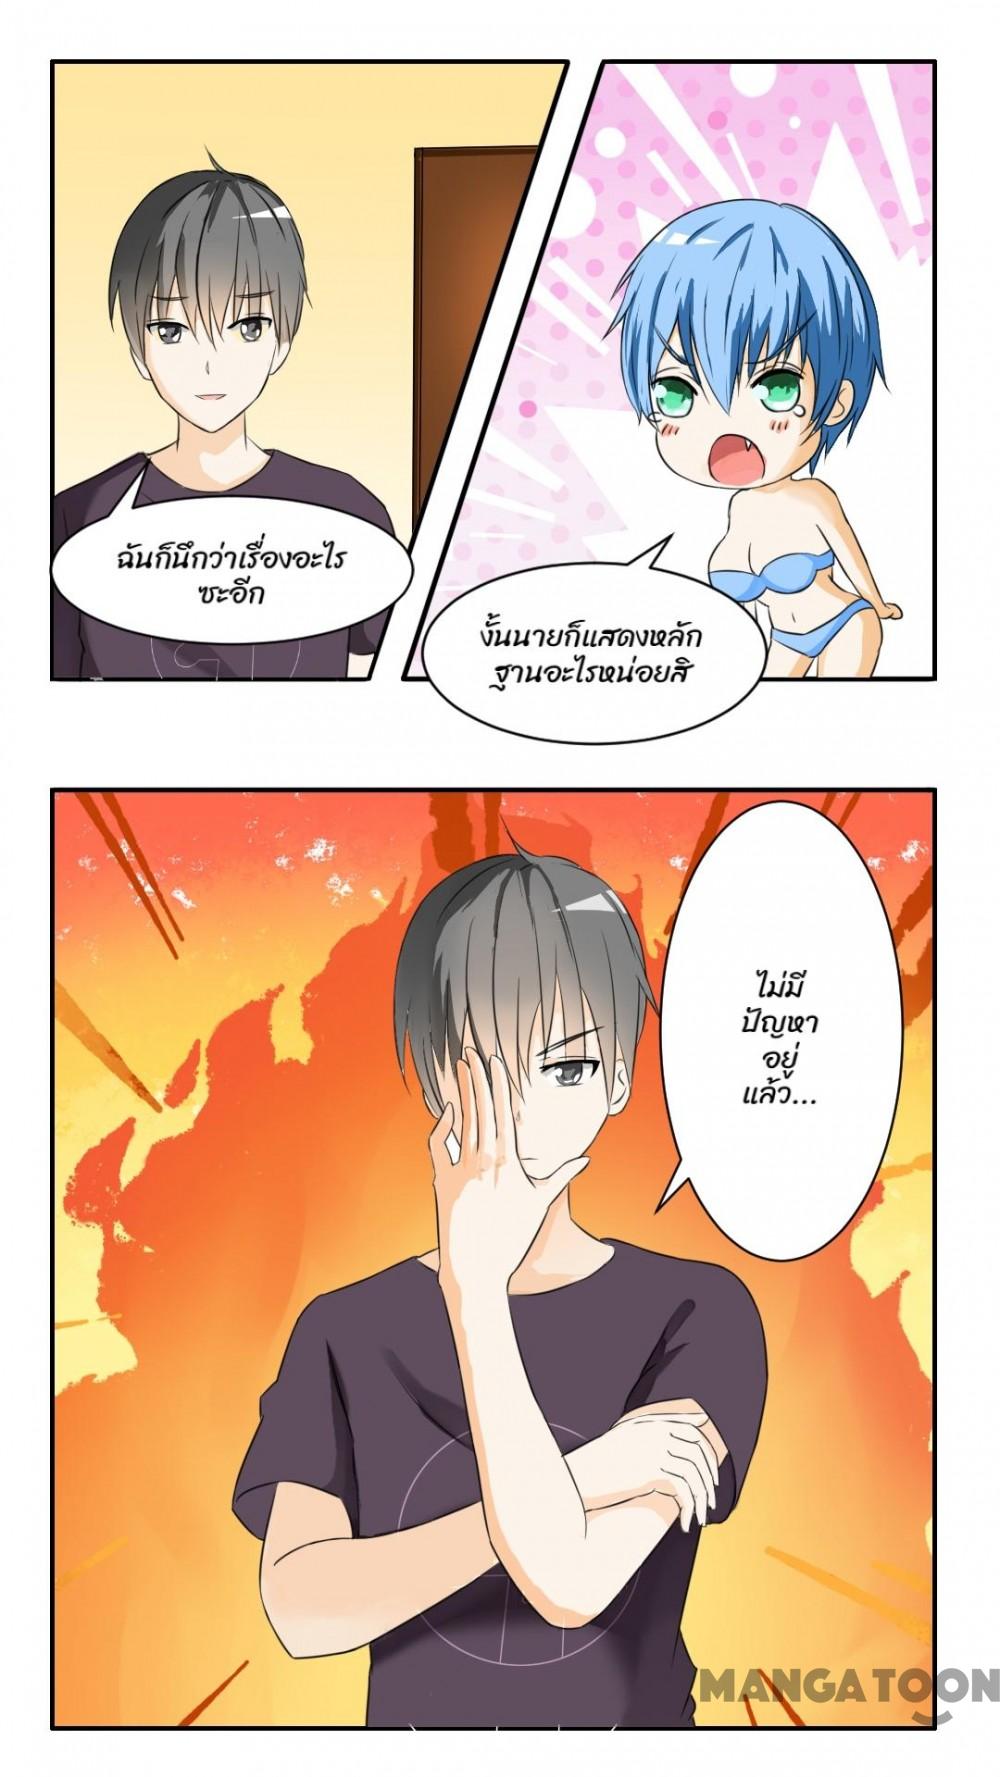 ฉันก็นึกว่าเรื่องอะไร
ซะอีก
งั้นนายก็แสดงหลัก
ฐานอะไรหน่อยสิ
ไม่มี
ปัญหา
อยู่
แล้ว...
MANGATOON